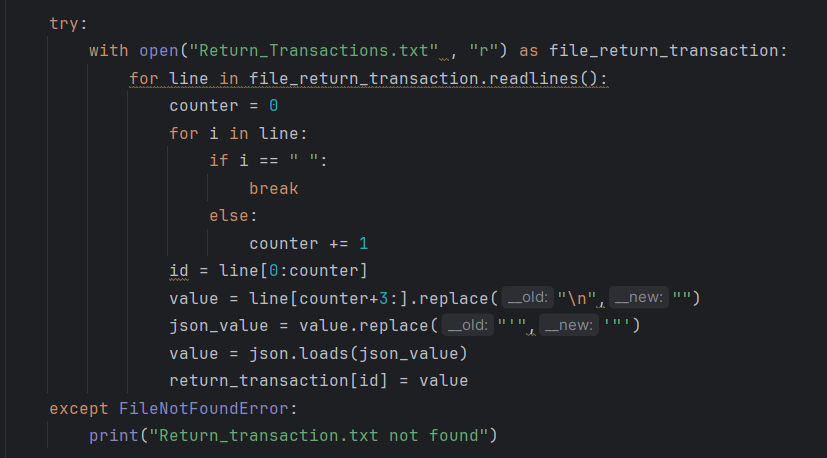 try:
with open("Return_Transactions.txt" , "r") as file_return_transaction:
for line in file_return_transaction.readlines():
counter = 0
for i in line:
if i == " ":
break
else:
counter += 1
id = line[0:counter]
value = line[counter+3:].replace(__old: "\n",__new: "")
json_value = value.replace(__old: "'",__new: '"')
value = json.loads(json_value)
return_transaction[id] = value
except FileNotFoundError:
print("Return_transaction.txt not found")